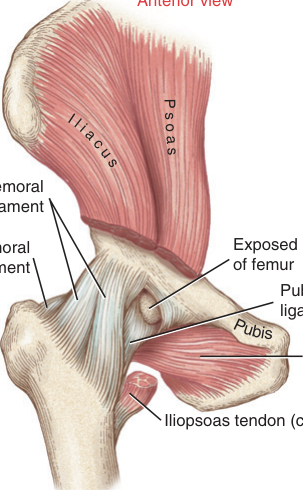 Anterior view
Iliacus
Psoas
emoral
ament
oral
ment
Exposed
of femur
Pub
liga
Pubis
Iliopsoas tendon (c